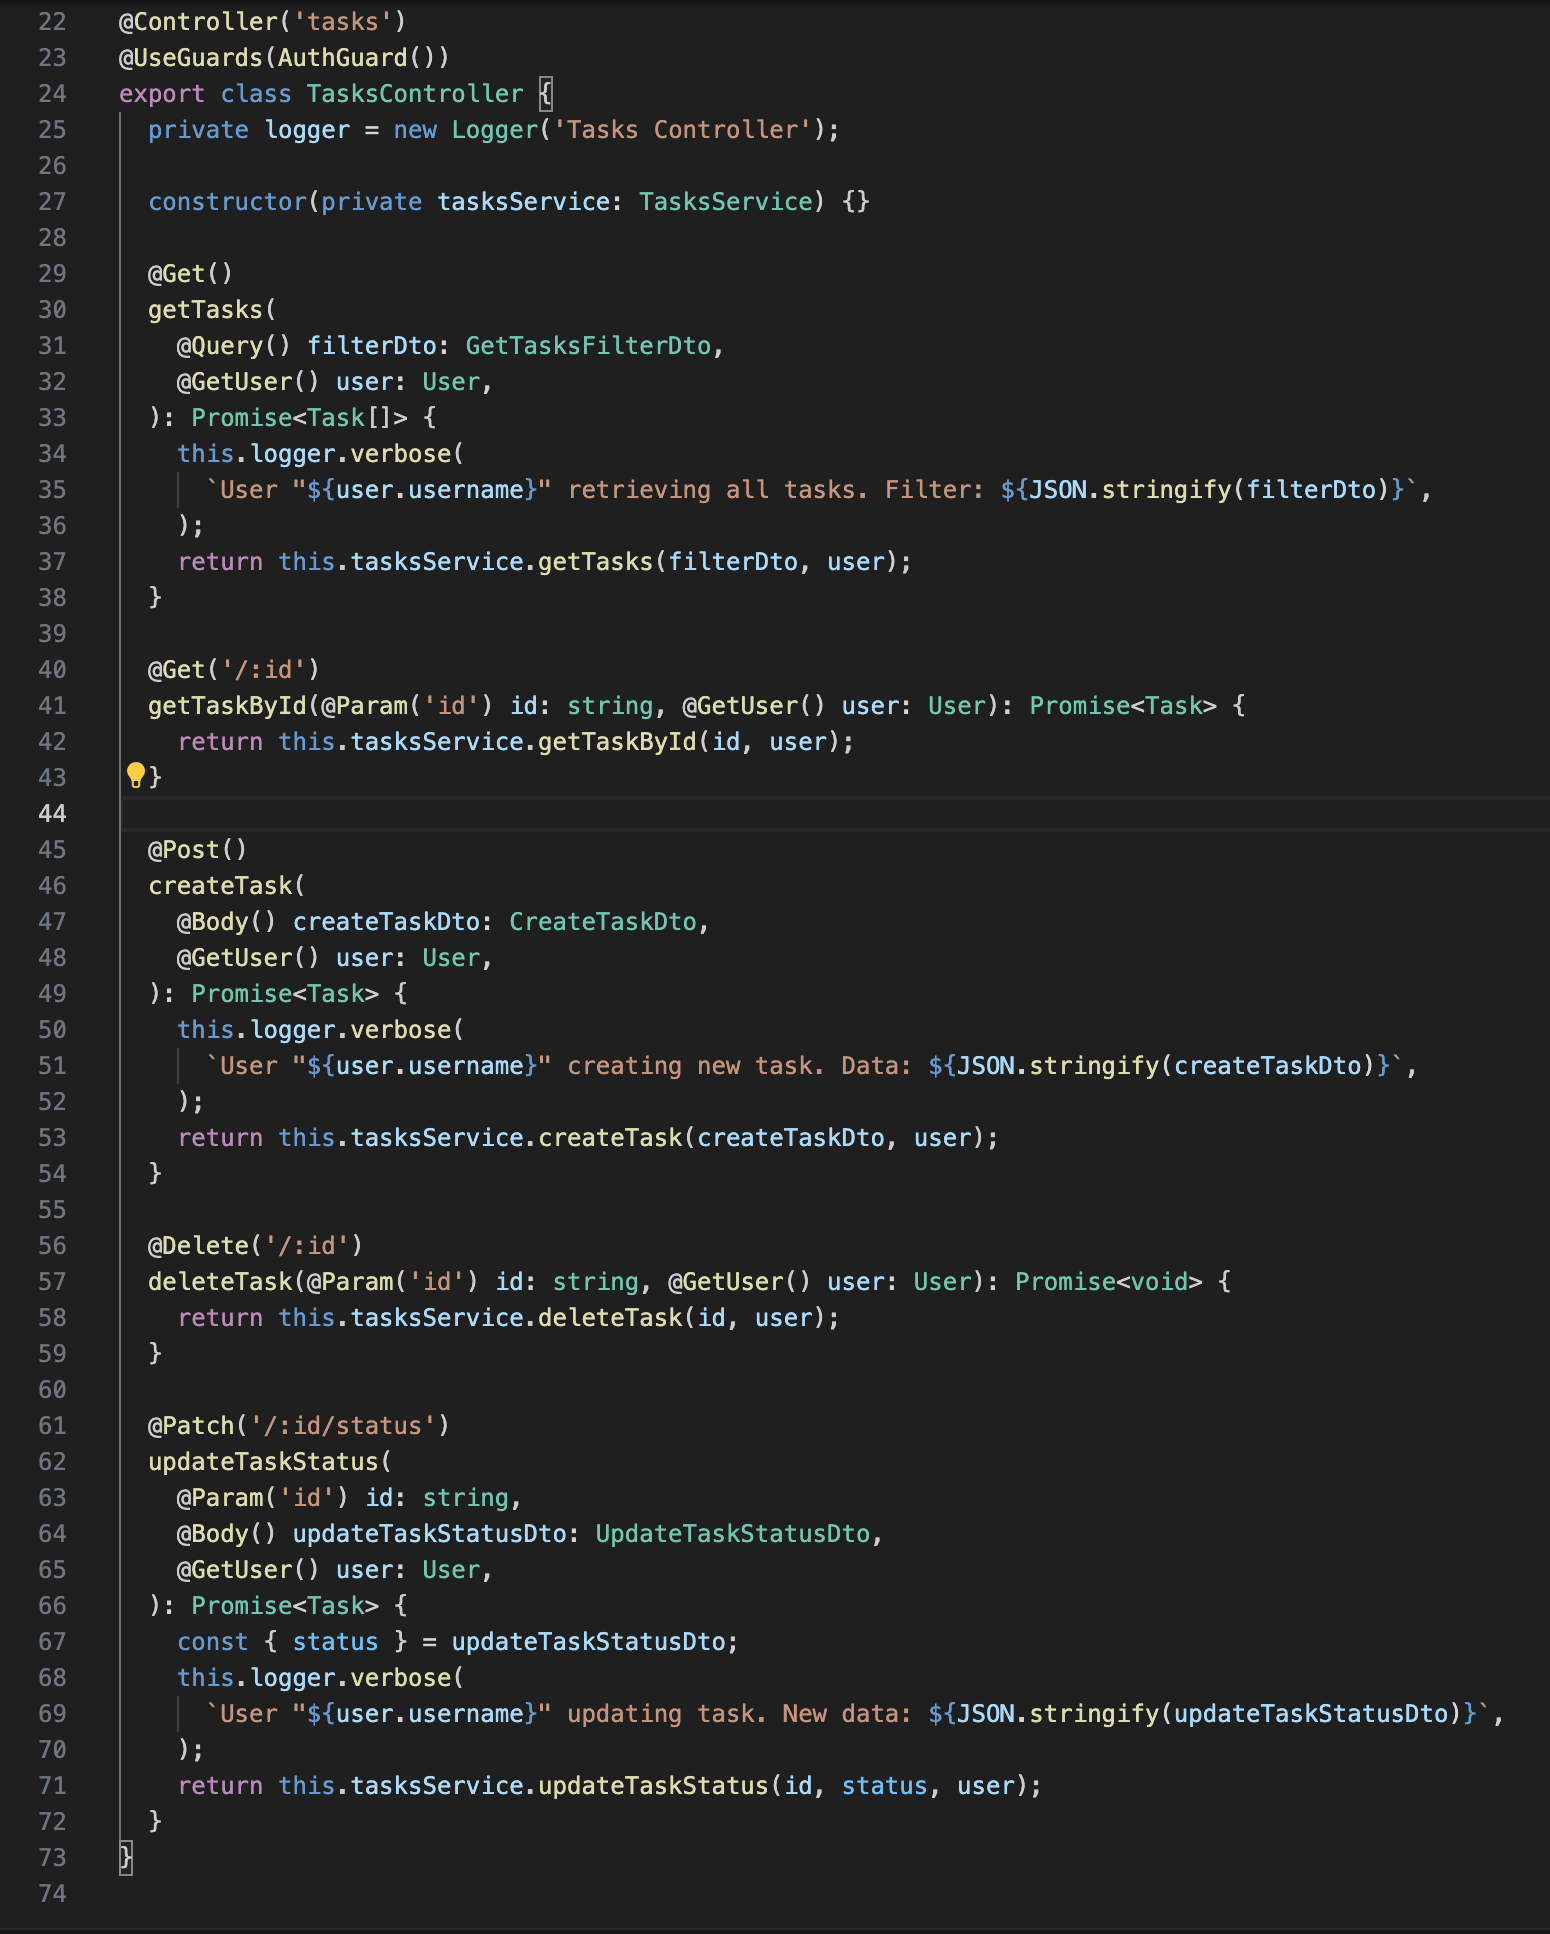 22 @Controller('tasks')
23 @UseGuards(AuthGuard())
24 export class TasksController {
25 private logger = new Logger('Tasks Controller');
26
27 constructor(private tasksService: TasksService) {}
28
29 @Get()
30 getTasks(
31 @Query() filterDto: GetTasksFilterDto,
32 @GetUser() user: User,
33 ): Promise<Task[]> {
34 this.logger.verbose(
35 `User "${user.username}" retrieving all tasks. Filter: ${JSON.stringify(filterDto)}`,
36 );
37 return this.tasksService.getTasks(filterDto, user);
38 }
39
40 @Get('/:id')
41 getTaskById(@Param('id') id: string, @GetUser() user: User): Promise<Task> {
42 return this.tasksService.getTaskById(id, user);
43 }
44
45 @Post()
46 createTask(
47 @Body() createTaskDto: CreateTaskDto,
48 @GetUser() user: User,
49 ): Promise<Task> {
50 this.logger.verbose(
51 `User "${user.username}" creating new task. Data: ${JSON.stringify(createTaskDto)}`,
52 );
53 return this.tasksService.createTask(createTaskDto, user);
54 }
55
56 @Delete('/:id')
57 deleteTask(@Param('id') id: string, @GetUser() user: User): Promise<void> {
58 return this.tasksService.deleteTask(id, user);
59 }
60
61 @Patch('/:id/status')
62 updateTaskStatus(
63 @Param('id') id: string,
64 @Body() updateTaskStatusDto: UpdateTaskStatusDto,
65 @GetUser() user: User,
66 ): Promise<Task> {
67 const { status } = updateTaskStatusDto;
68 this.logger.verbose(
69 `User "${user.username}" updating task. New data: ${JSON.stringify(updateTaskStatusDto)}`,
70 );
71 return this.tasksService.updateTaskStatus(id, status, user);
72 }
73 }
74